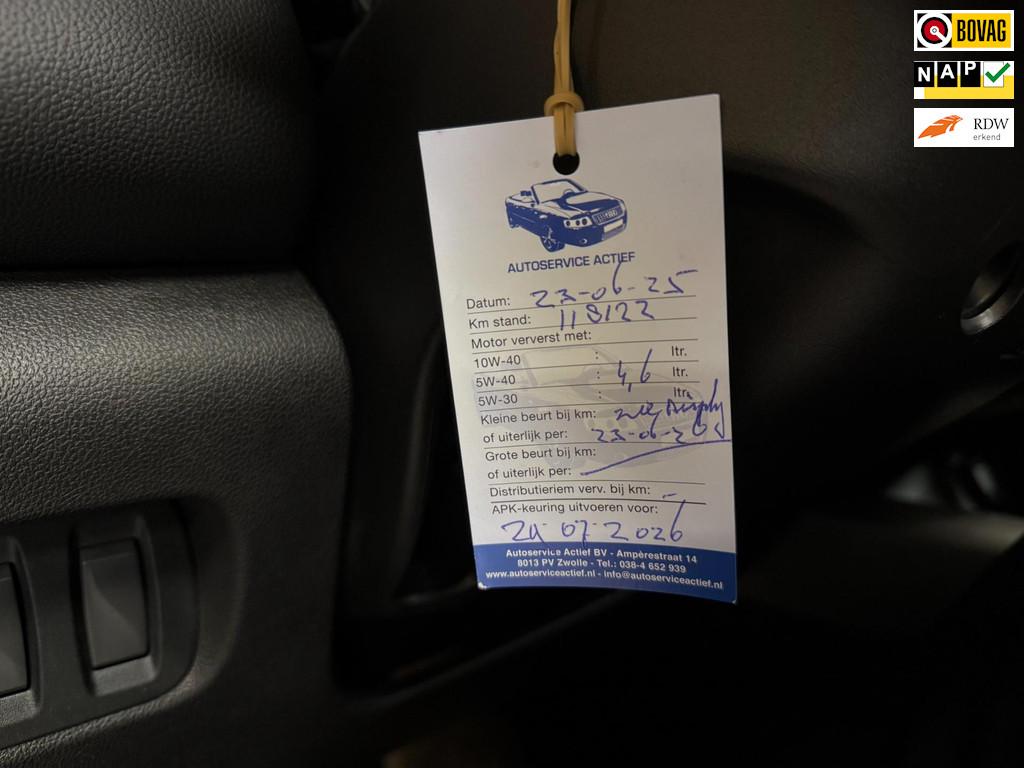 BOVAG
NAP
RDW
erkend
AUTOSERVICE ACTIEF
Datum: 23-06-25
Km stand: 118122
Motor ververst met:
10W-40 : ltr.
5W-40 : 4,6 ltr.
5W-30 : ltr.
Kleine beurt bij km:
of uiterlijk per: 23-06-26
Grote beurt bij km:
of uiterlijk per:
Distributieriem verv. bij km: -
APK-keuring uitvoeren voor:
07-2026
Autoservice Actief BV - Ampèrestraat 14
8013 PV Zwolle - Tel.: 038-4 652 939
www.autoserviceactief.nl - info@autoserviceactief.nl